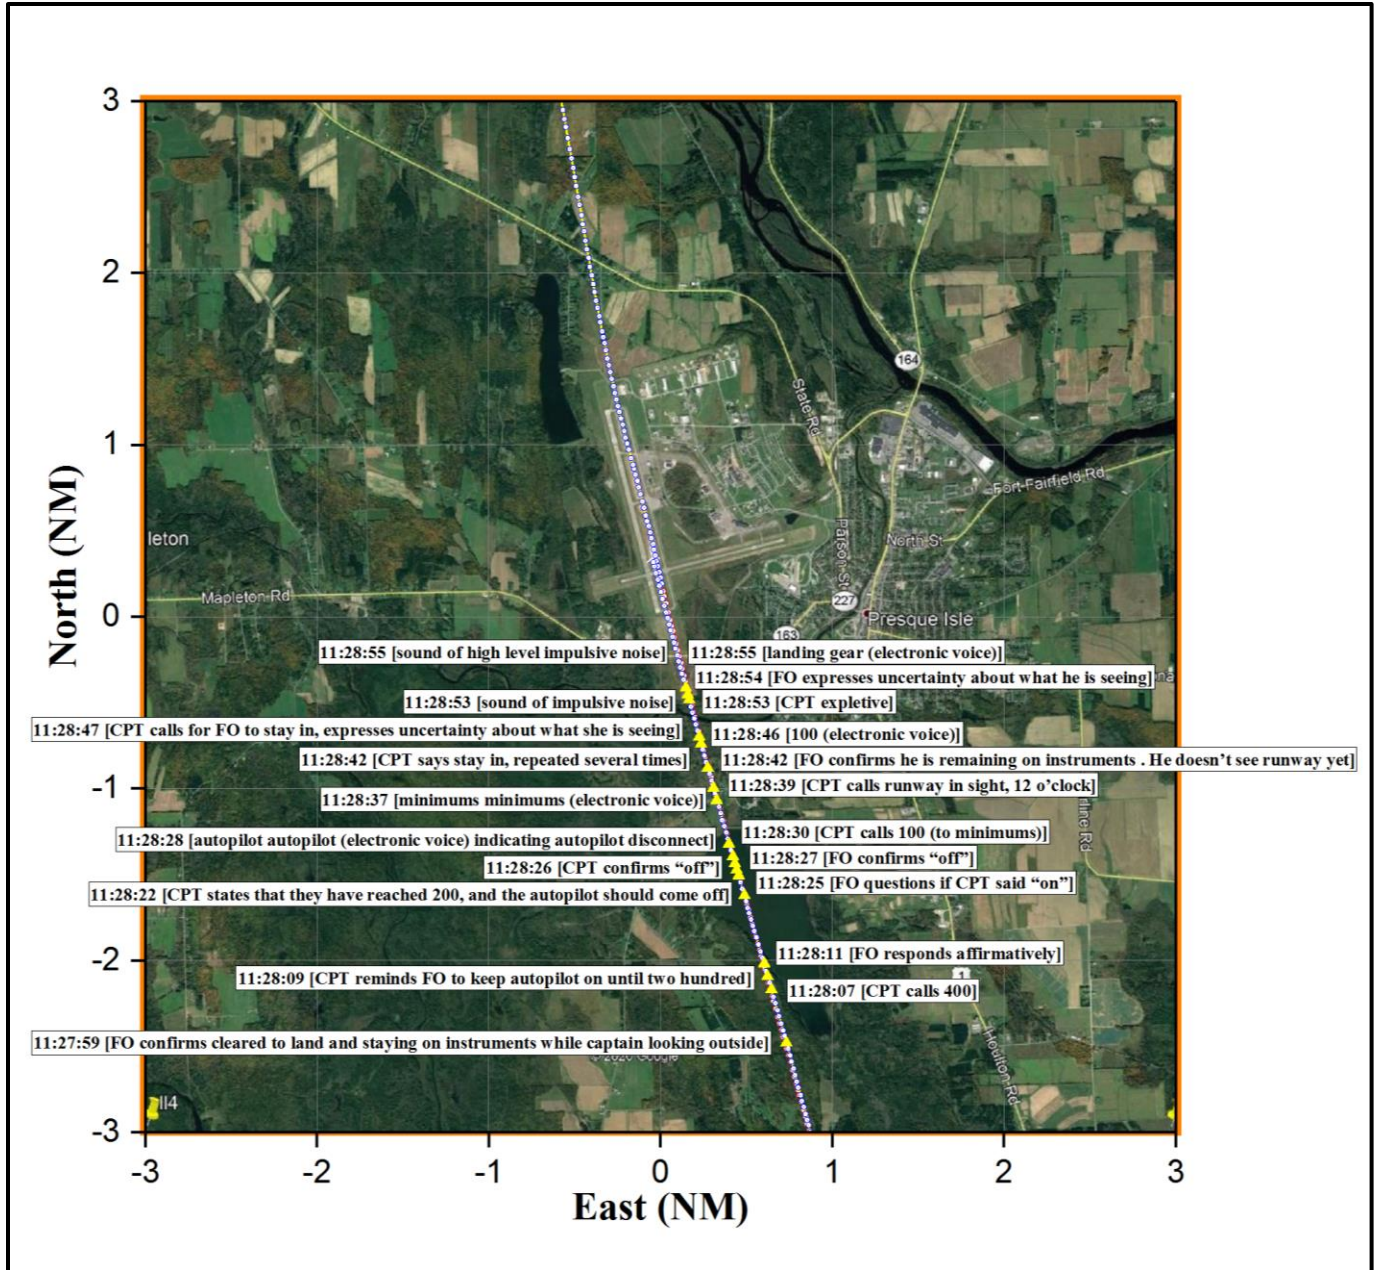 3
2
1
0
-1
-2
-3
North (NM)
164
State Rd
Fort Fairfield Rd
leton
Parson St
North St
Mapleton Rd
227
Presque Isle
163
11:28:55 [sound of high level impulsive noise]
11:28:55 [landing gear (electronic voice)]
11:28:54 [FO expresses uncertainty about what he is seeing]
na
11:28:53 [sound of impulsive noise]
11:28:53 [CPT expletive]
11:28:47 [CPT calls for FO to stay in, expresses uncertainty about what she is seeing]
11:28:46 [100 (electronic voice)]
11:28:42 [CPT says stay in, repeated several times]
11:28:42 [FO confirms he is remaining on instruments . He doesn't see runway yet]
11:28:39 [CPT calls runway in sight, 12 o'clock]
11:28:37 [minimums minimums (electronic voice)]
rline Rd
11:28:30 [CPT calls 100 (to minimums)]
11:28:28 [autopilot autopilot (electronic voice) indicating autopilot disconnect]
11:28:27 [FO confirms “off”]
11:28:26 [CPT confirms “off”]
11:28:25 [FO questions if CPT said “on”]
11:28:22 [CPT states that they have reached 200, and the autopilot should come off]
11:28:11 [FO responds affirmatively]
11:28:09 [CPT reminds FO to keep autopilot on until two hundred]
1
11:28:07 [CPT calls 400]
11:27:59 [FO confirms cleared to land and staying on instruments while captain looking outside]
Houlton Rd
ll4
-3
-2
-1
0
1
2
3
East (NM)